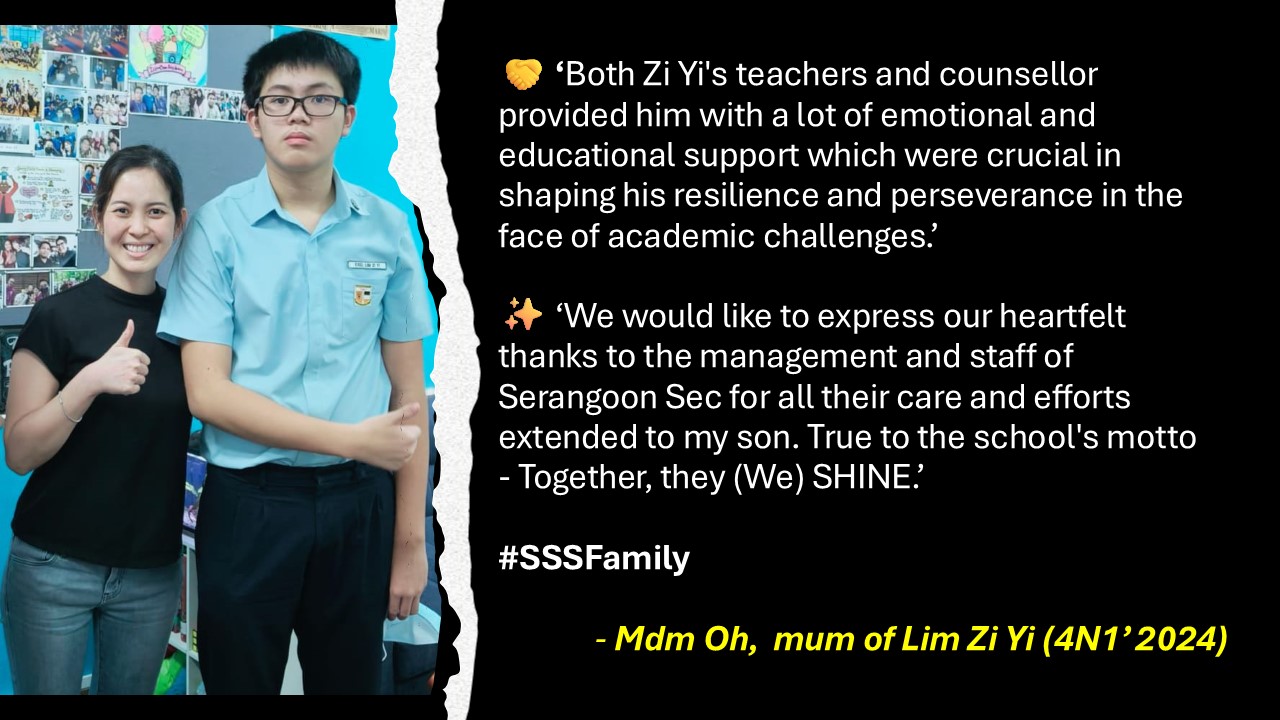 🤝 ‘Both Zi Yi's teachers and counsellor
provided him with a lot of emotional and
educational support which were crucial in
shaping his resilience and perseverance in the
face of academic challenges.’
✨ ‘We would like to express our heartfelt
thanks to the management and staff of
Serangoon Sec for all their care and efforts
extended to my son. True to the school's motto
- Together, they (We) SHINE.’
#SSSFamily
- Mdm Oh,  mum of Lim Zi Yi (4N1’ 2024)